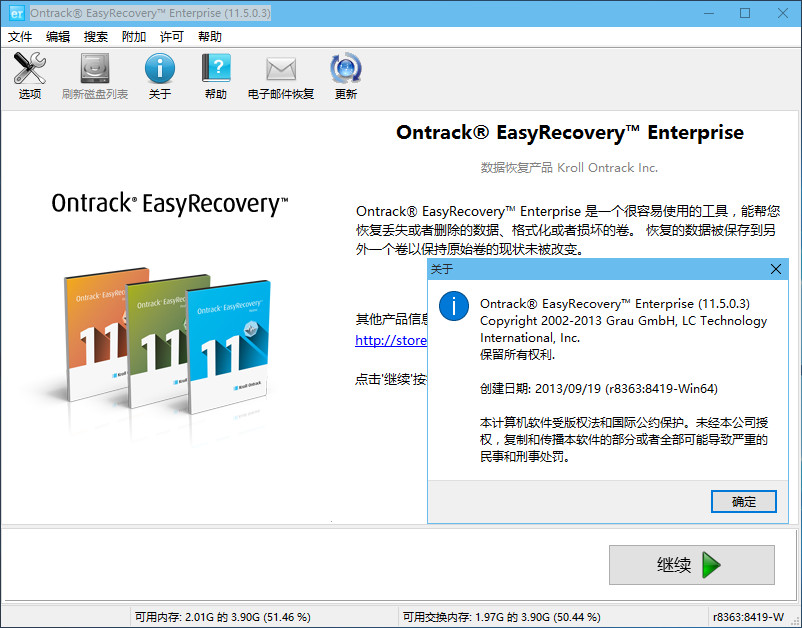 er Ontrack® EasyRecovery™ Enterprise (11.5.0.3)
文件 编辑 搜索 附加 许可 帮助
选项 刷新磁盘列表 关于 帮助 电子邮件恢复 更新
Ontrack® EasyRecovery™ Enterprise
数据恢复产品 Kroll Ontrack Inc.
Ontrack® EasyRecovery™
Ontrack® EasyRecovery™ Enterprise 是一个很容易使用的工具，能帮您
恢复丢失或者删除的数据、格式化或者损坏的卷。 恢复的数据被保存到另
外一个卷以保持原始卷的现状未被改变。
其他产品信息
http://store
点击'继续'按
Ontrack EasyRecovery
11
Ontrack EasyRecovery
11
Ontrack EasyRecovery™
11
Kroll Ontrack
关于
Ontrack® EasyRecovery™ Enterprise (11.5.0.3)
Copyright 2002-2013 Grau GmbH, LC Technology
International, Inc.
保留所有权利.
创建日期: 2013/09/19 (r8363:8419-Win64)
本计算机软件受版权法和国际公约保护。未经本公司授
权，复制和传播本软件的部分或者全部可能导致严重的
民事和刑事处罚。
确定
继续
可用内存: 2.01G 的 3.90G (51.46 %) 可用交换内存: 1.97G 的 3.90G (50.44 %) r8363:8419-W